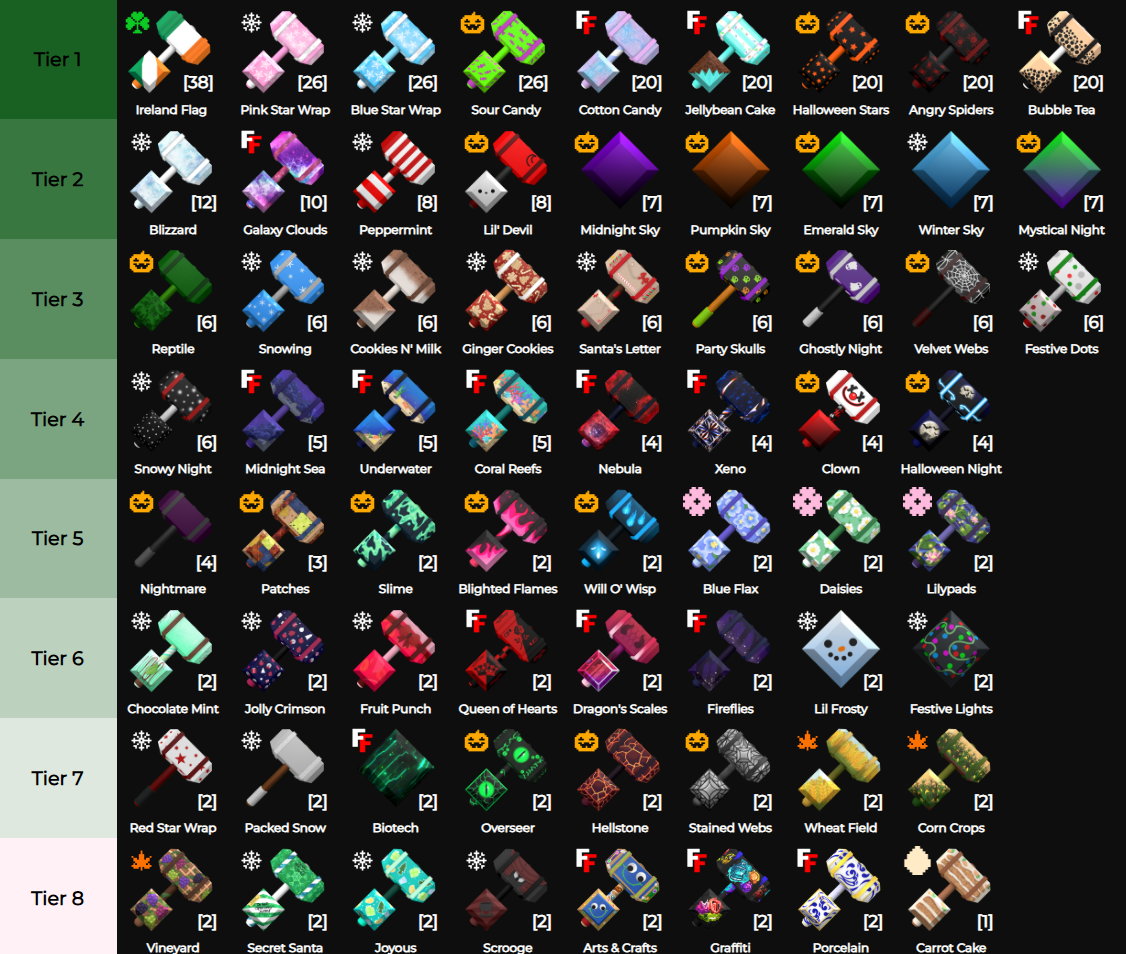 Tier 1
[38] [26] [26] [26] [20] [20] [20] [20] [20]
Ireland Flag Pink Star Wrap Blue Star Wrap Sour Candy Cotton Candy Jellybean Cake Halloween Stars Angry Spiders Bubble Tea
Tier 2
[12] [10] [8] [8] [7] [7] [7] [7] [7]
Blizzard Galaxy Clouds Peppermint Lil' Devil Midnight Sky Pumpkin Sky Emerald Sky Winter Sky Mystical Night
Tier 3
[6] [6] [6] [6] [6] [6] [6] [6] [6]
Reptile Snowing Cookies N' Milk Ginger Cookies Santa's Letter Party Skulls Ghostly Night Velvet Webs Festive Dots
Tier 4
[6] [5] [5] [5] [4] [4] [4] [4]
Snowy Night Midnight Sea Underwater Coral Reefs Nebula Xeno Clown Halloween Night
Tier 5
[4] [3] [2] [2] [2] [2] [2] [2]
Nightmare Patches Slime Blighted Flames Will O' Wisp Blue Flax Daisies Lilypads
Tier 6
[2] [2] [2] [2] [2] [2] [2] [2]
Chocolate Mint Jolly Crimson Fruit Punch Queen of Hearts Dragon's Scales Fireflies Lil Frosty Festive Lights
Tier 7
[2] [2] [2] [2] [2] [2] [2] [2]
Red Star Wrap Packed Snow Biotech Overseer Hellstone Stained Webs Wheat Field Corn Crops
Tier 8
[2] [2] [2] [2] [2] [2] [2] [1]
Vineyard Secret Santa Joyous Scrooge Arts & Crafts Graffiti Porcelain Carrot Cake